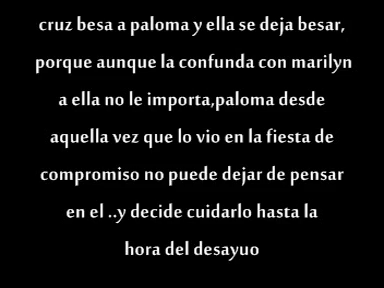 cruz besa a paloma y ella se deja besar,
porque aunque la confunda con marilyn
a ella no le importa,paloma desde
aquella vez que lo vio en la fiesta de
compromiso no puede dejar de pensar
en el ..y decide cuidarlo hasta la
hora del desayuo